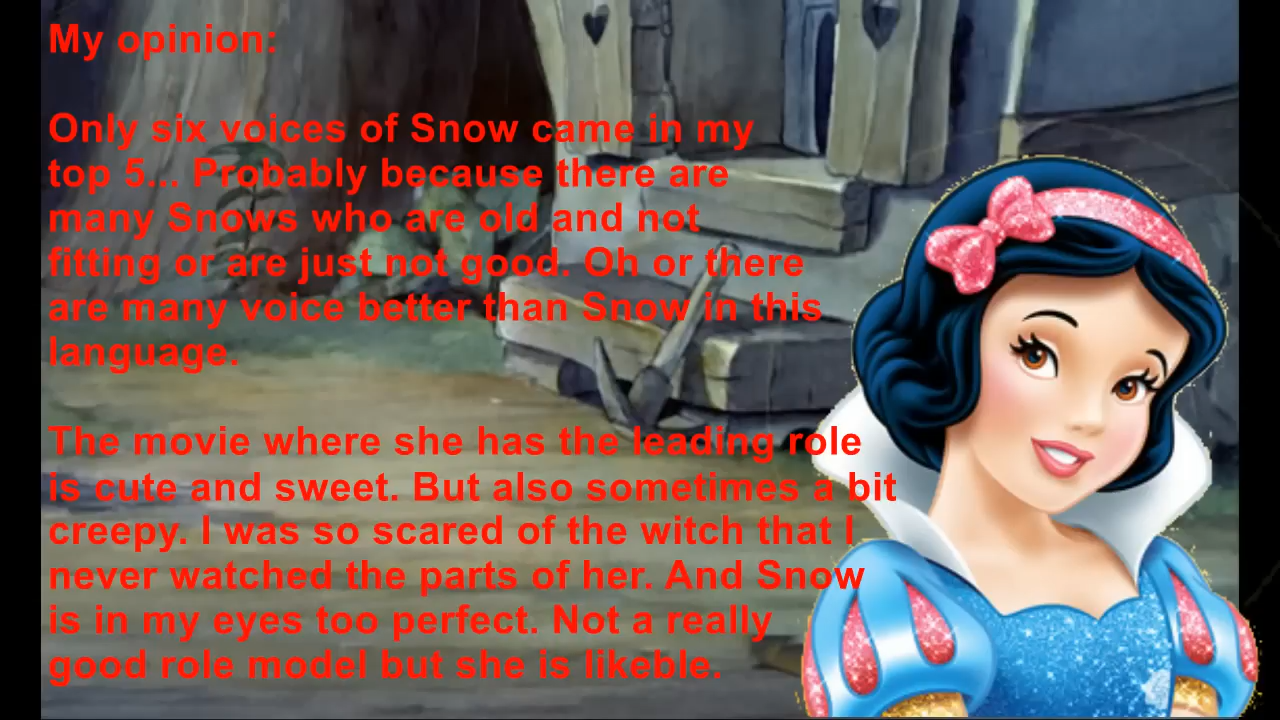 My opinion:
Only six voices of Snow came in my
top 5... Probably because there are
many Snows who are old and not
fitting or are just not good. Oh or there
are many voice better than Snow in this
language.
The movie where she has the leading role
is cute and sweet. But also sometimes a bit
creepy. I was so scared of the witch that I
never watched the parts of her. And Snow
is in my eyes too perfect. Not a really
good role model but she is likeble.